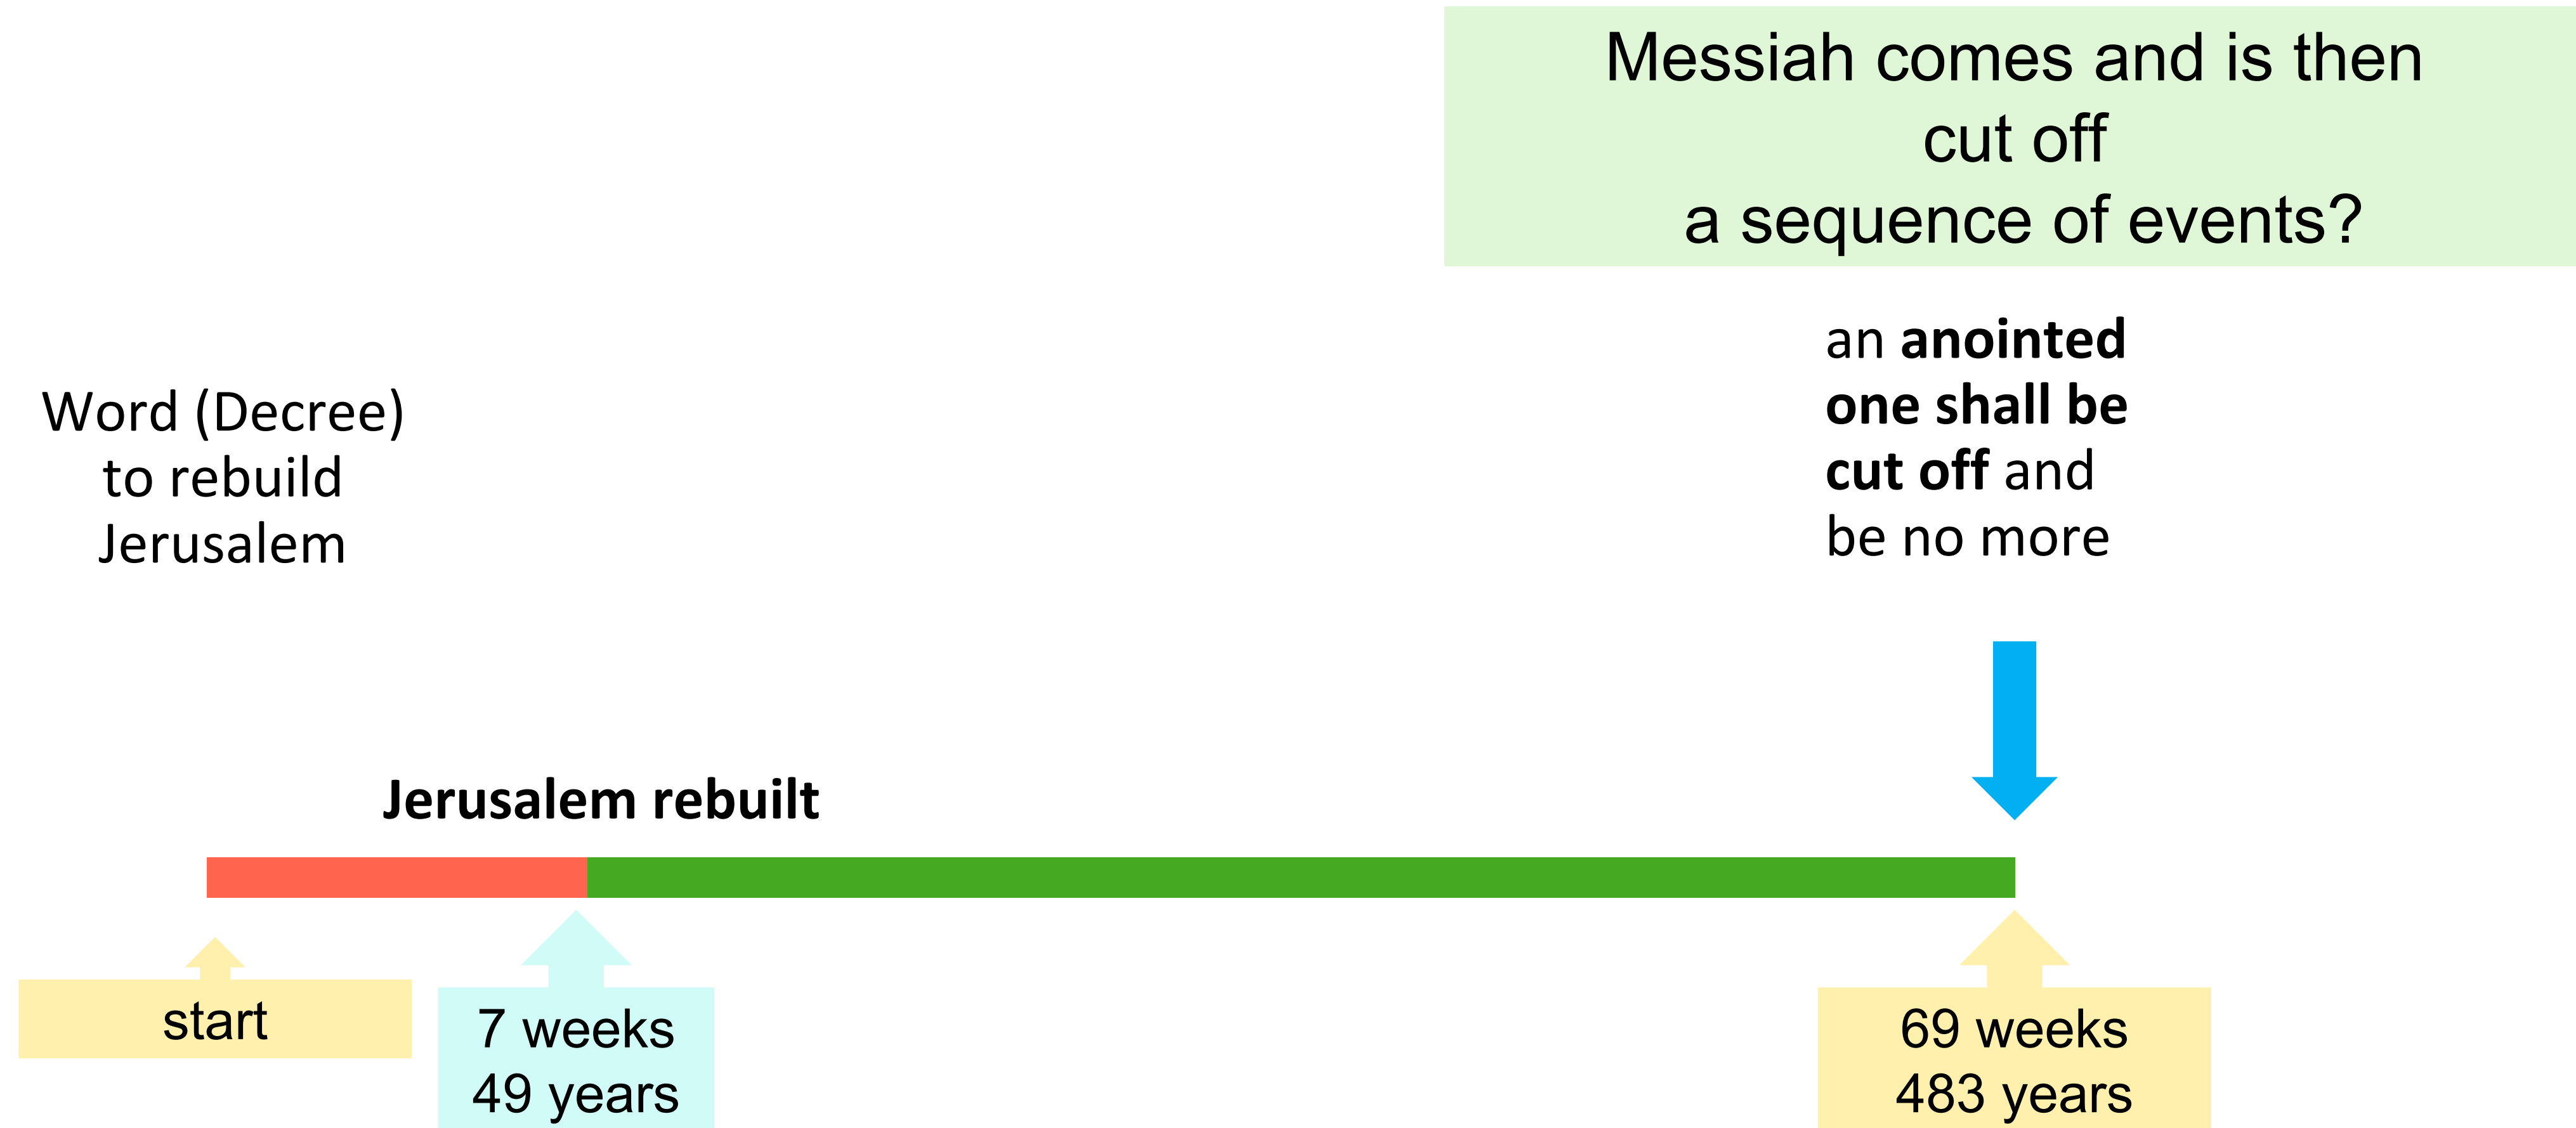 Messiah comes and is then
cut off
a sequence of events?
an anointed
one shall be
cut off and
be no more
Word (Decree)
to rebuild
Jerusalem
Jerusalem rebuilt
start
7 weeks
49 years
69 weeks
483 years